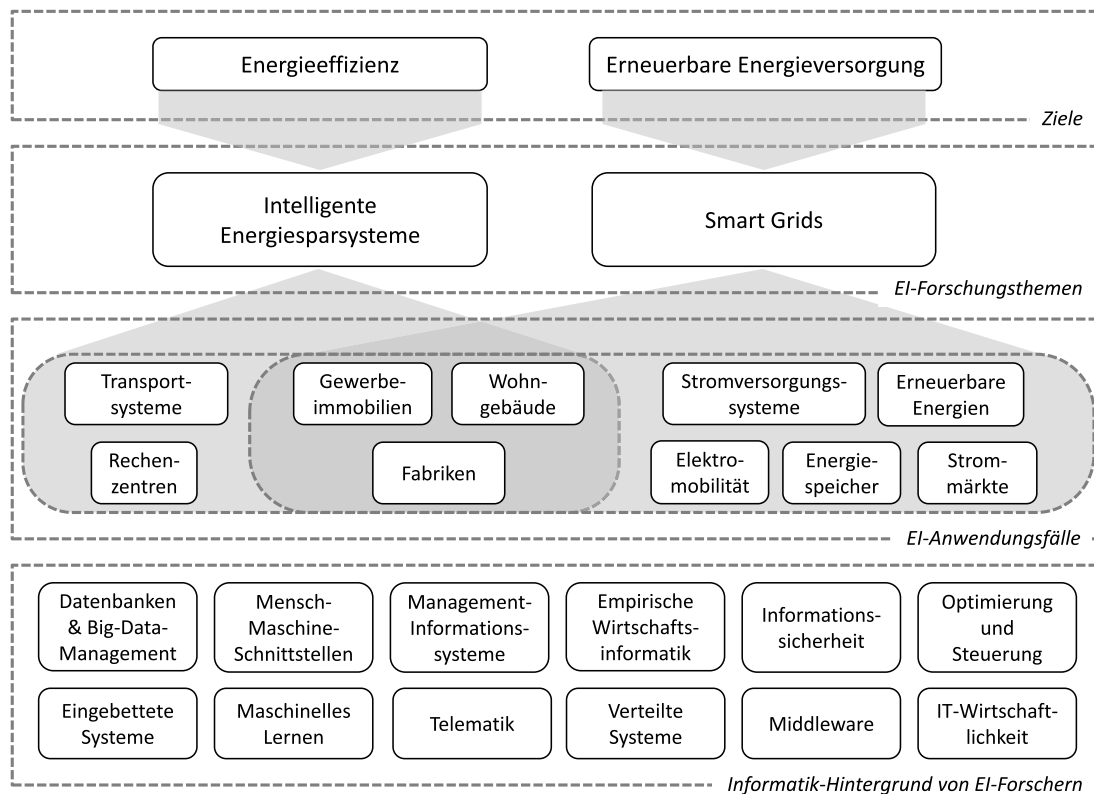 Energieeffizienz
Erneuerbare Energieversorgung
Ziele
Intelligente
Energiesparsysteme
Smart Grids
EI-Forschungsthemen
Transport-
systeme
Gewerbe-
immobilien
Wohn-
gebäude
Stromversorgungs-
systeme
Erneuerbare
Energien
Rechen-
zentren
Fabriken
Elektro-
mobilität
Energie-
speicher
Strom-
märkte
EI-Anwendungsfälle
Datenbanken
& Big-Data-
Management
Mensch-
Maschine-
Schnittstellen
Management-
Informations-
systeme
Empirische
Wirtschafts-
informatik
Informations-
sicherheit
Optimierung
und
Steuerung
Eingebettete
Systeme
Maschinelles
Lernen
Telematik
Verteilte
Systeme
Middleware
IT-Wirtschaft-
lichkeit
Informatik-Hintergrund von EI-Forschern